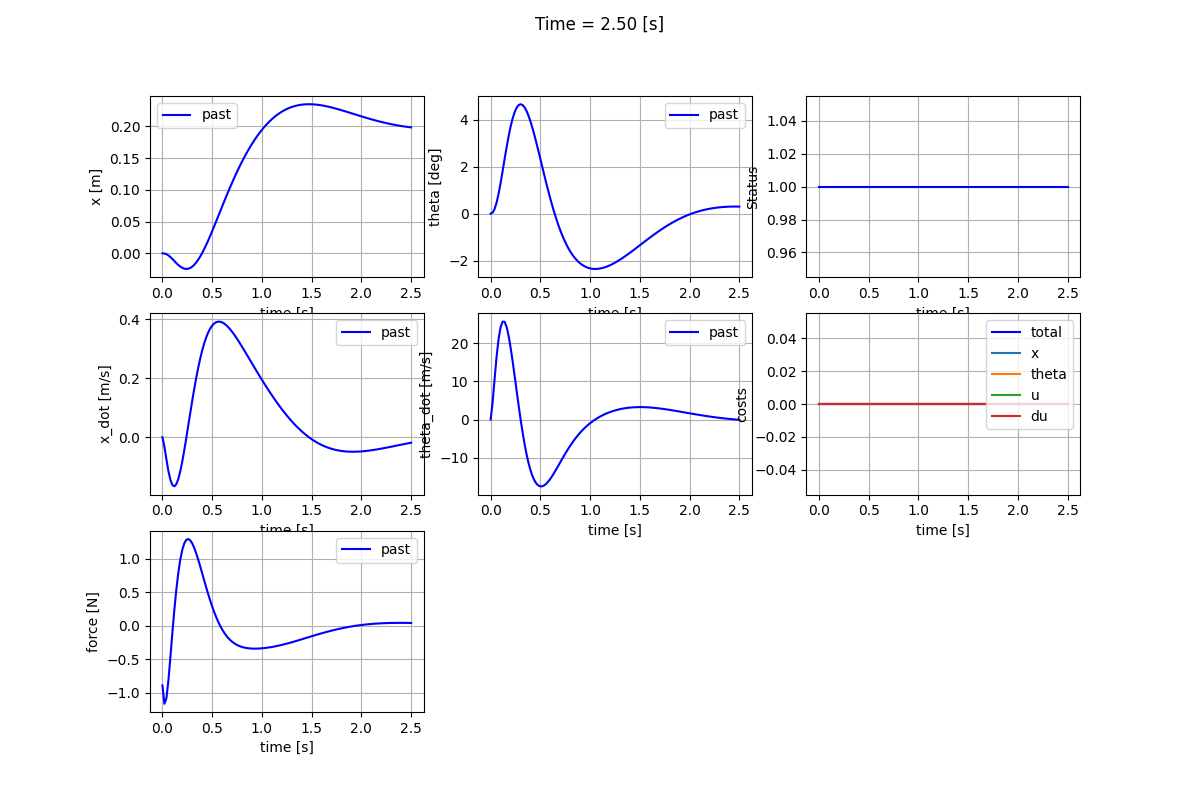 Time = 2.50 [s]
x [m]
0.20
0.15
0.10
0.05
0.00
0.0 0.5 1.0 1.5 2.0 2.5
time [s]
past
theta [deg]
4
2
0
−2
0.0 0.5 1.0 1.5 2.0 2.5
past
Status
1.04
1.02
1.00
0.98
0.96
0.0 0.5 1.0 1.5 2.0 2.5
time [s]
x_dot [m/s]
0.4
0.2
0.0
0.0 0.5 1.0 1.5 2.0 2.5
time [s]
past
theta_dot [m/s]
20
10
0
−10
0.0 0.5 1.0 1.5 2.0 2.5
time [s]
past
costs
0.04
0.02
0.00
−0.02
−0.04
0.0 0.5 1.0 1.5 2.0 2.5
time [s]
total
x
theta
u
du
force [N]
1.0
0.5
0.0
−0.5
−1.0
0.0 0.5 1.0 1.5 2.0 2.5
time [s]
past